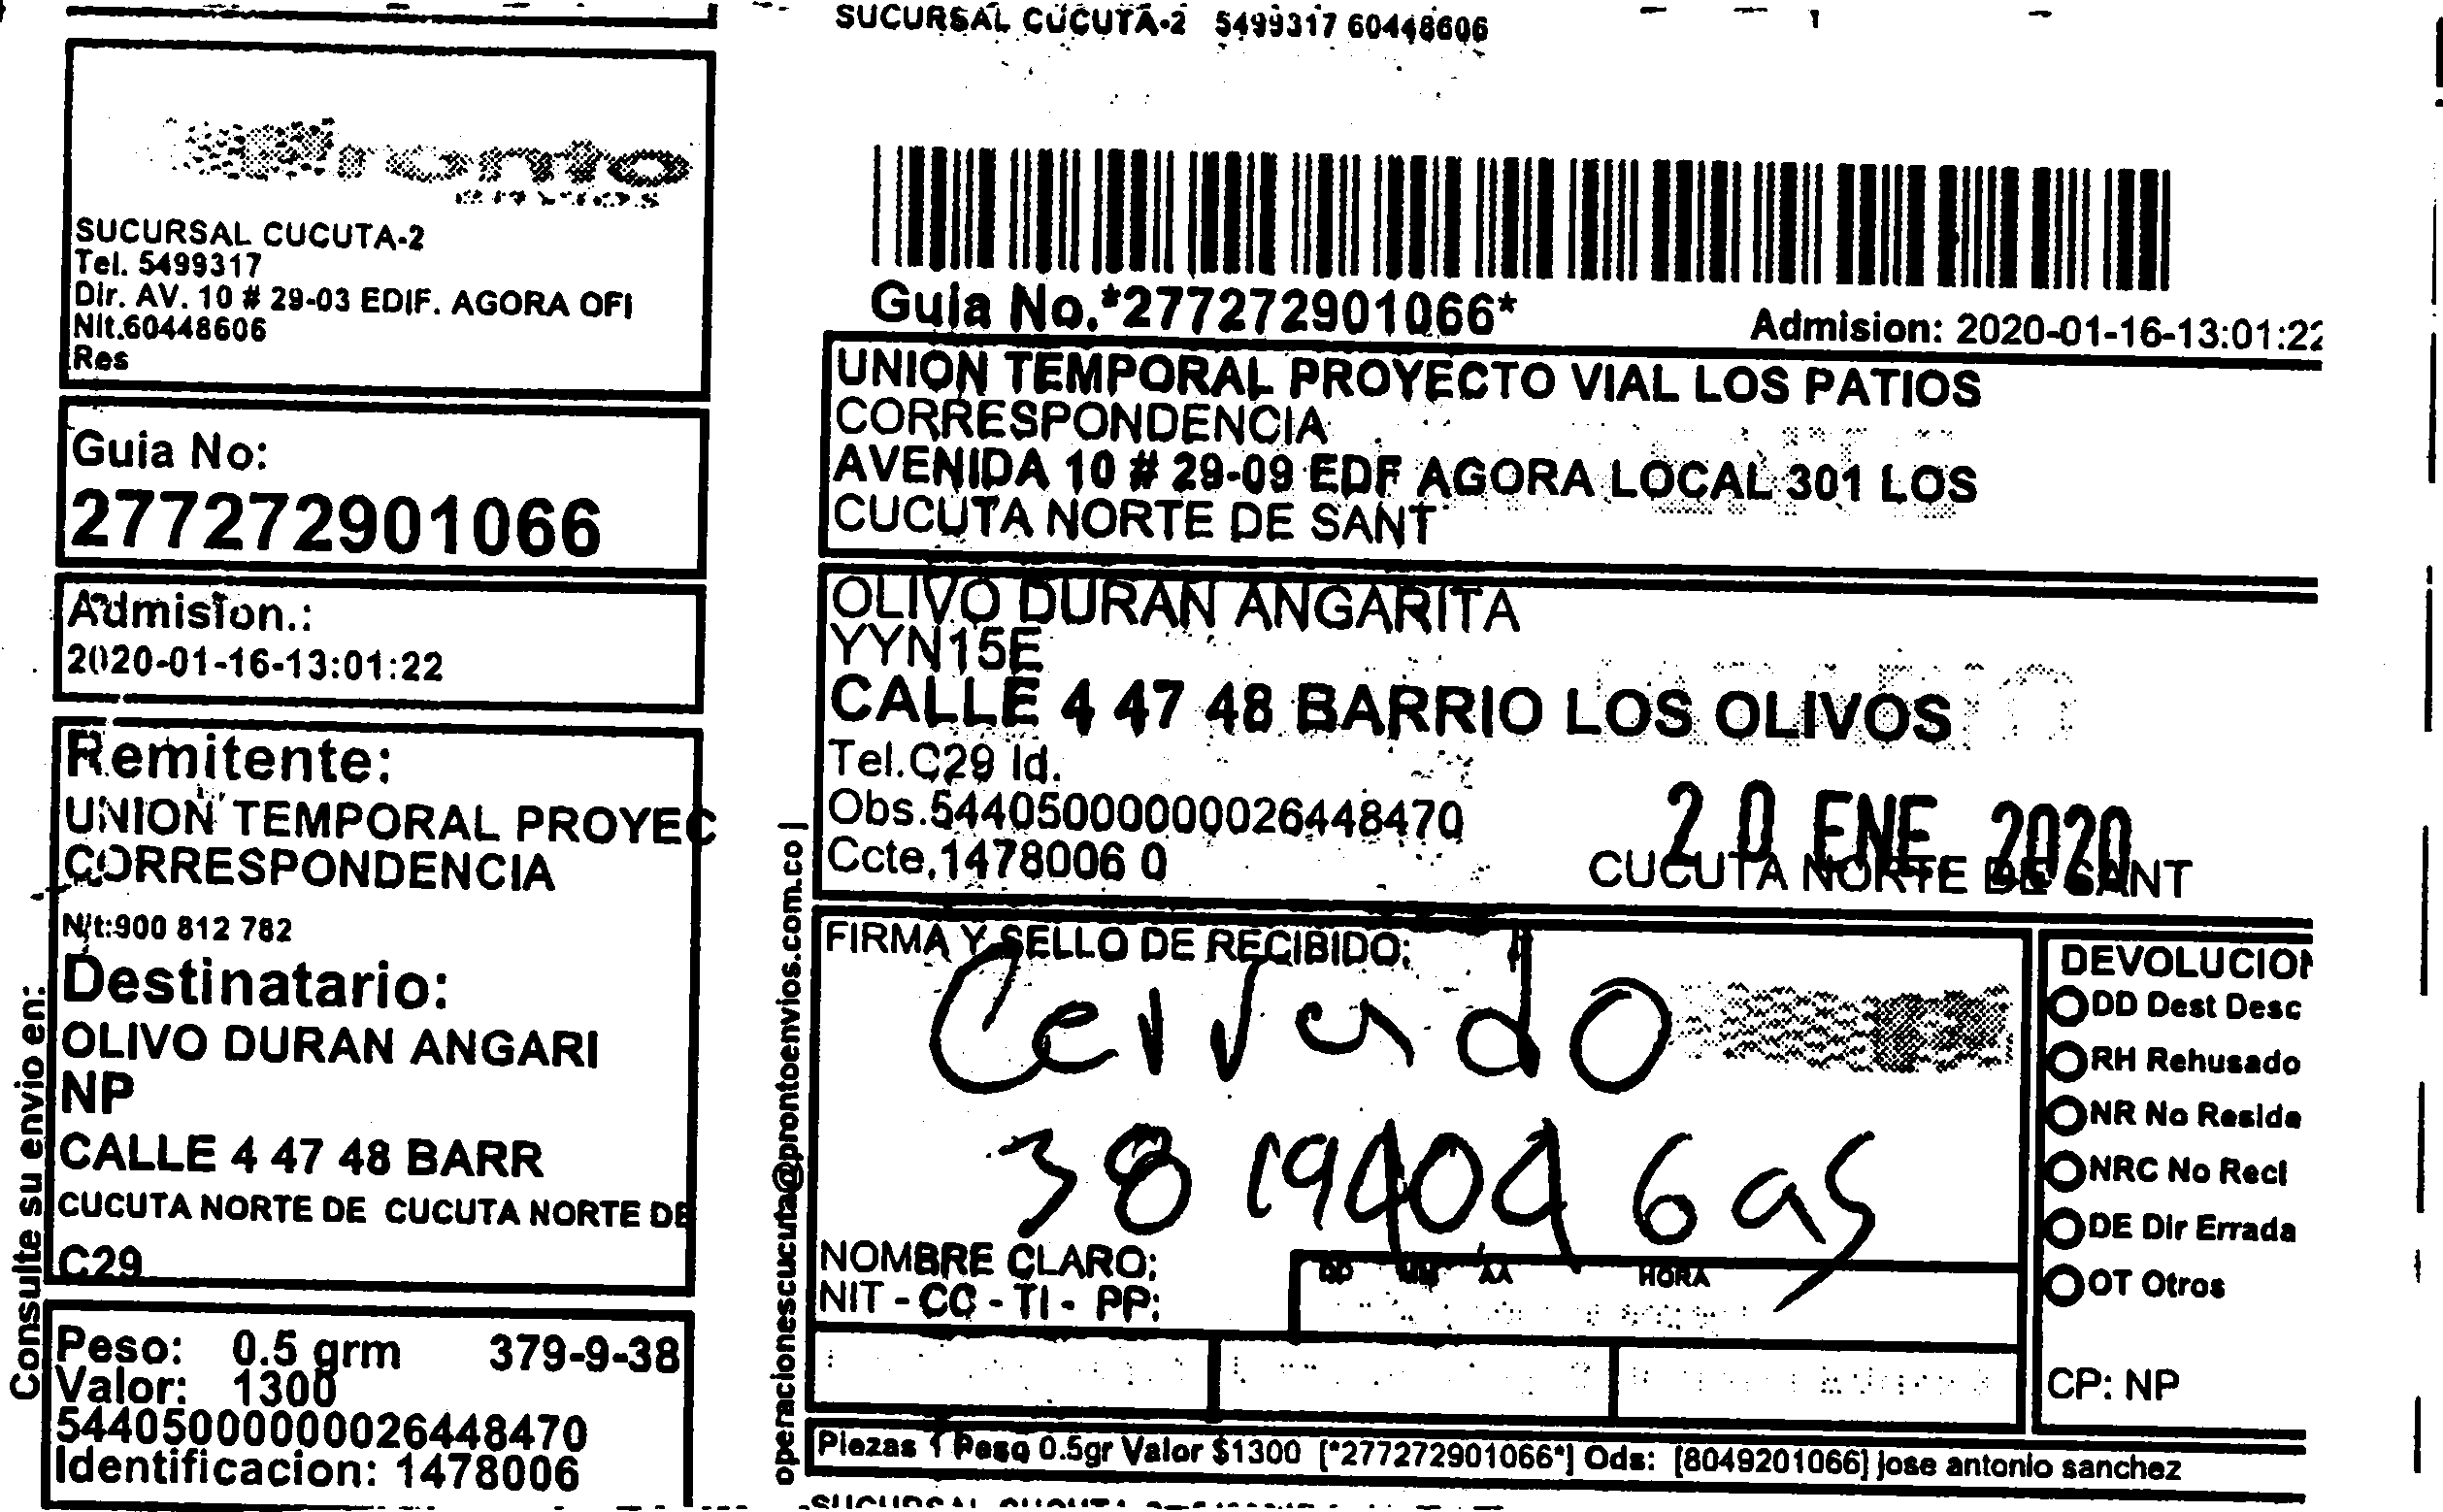 SUCURSAL CUCUTA-2 5499317 60448606
Pronto
envios
SUCURSAL CUCUTA-2
Tel. 5499317
Dir. AV. 10 # 29-03 EDIF. AGORA OFI
Nit.60448606
Res
Guia No:
277272901066
Admision.:
2020-01-16-13:01:22
Remitente:
UNION TEMPORAL PROYEC
CORRESPONDENCIA
Nit:900 812 782
Destinatario:
OLIVO DURAN ANGARI
NP
CALLE 4 47 48 BARR
CUCUTA NORTE DE CUCUTA NORTE DE
C29
Peso: 0.5 grm 379-9-38
Valor: 1300
54405000000026448470
Identificacion: 1478006
Consulte su envio en:
Guia No.*277272901066*
Admision: 2020-01-16-13:01:22
UNION TEMPORAL PROYECTO VIAL LOS PATIOS
CORRESPONDENCIA
AVENIDA 10 # 29-09 EDF AGORA LOCAL 301 LOS
CUCUTA NORTE DE SANT
OLIVO DURAN ANGARITA
YYN15E
CALLE 4 47 48 BARRIO LOS OLIVOS
Tel.C29 Id.
Obs.54405000000026448470
Ccte.1478006 0
20 ENE 2020
CUCUTA NORTE DE SANT
operacionescucuta@prontoenvios.com.co |
FIRMA Y SELLO DE RECIBIDO:
NOMBRE CLARO:
NIT - CC - TI - PP:
DD MM AA HORA
DEVOLUCION
DD Dest Desc
RH Rehusado
NR No Reside
NRC No Recl
DE Dir Errada
OT Otros
CP: NP
Piezas 1 Peso 0.5gr Valor $1300 [*277272901066*] Ods: [8049201066] jose antonio sanchez